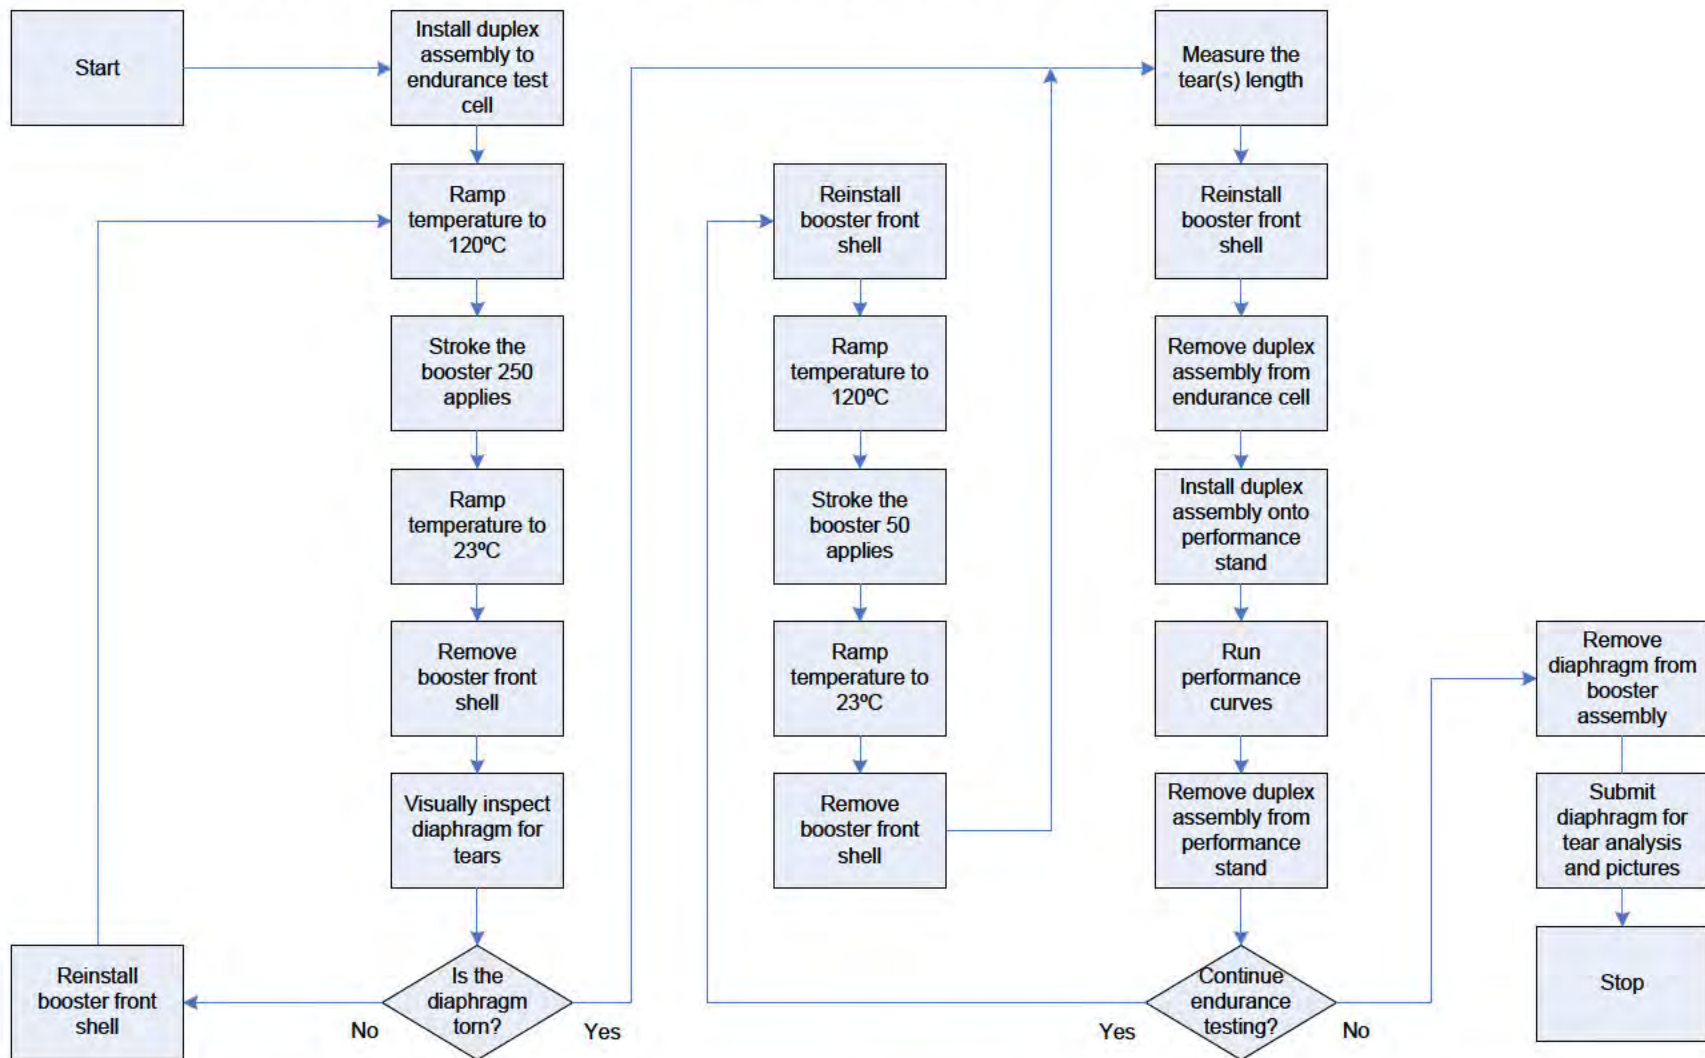 Start
Install duplex
assembly to
endurance test
cell
Ramp
temperature to
120ºC
Stroke the
booster 250
applies
Ramp
temperature to
23ºC
Remove
booster front
shell
Visually inspect
diaphragm for
tears
Is the
diaphragm
torn?
No
Yes
Reinstall
booster front
shell
Reinstall
booster front
shell
Ramp
temperature to
120ºC
Stroke the
booster 50
applies
Ramp
temperature to
23ºC
Remove
booster front
shell
Measure the
tear(s) length
Reinstall
booster front
shell
Remove duplex
assembly from
endurance cell
Install duplex
assembly onto
performance
stand
Run
performance
curves
Remove duplex
assembly from
performance
stand
Continue
endurance
testing?
Yes
No
Remove
diaphragm from
booster
assembly
Submit
diaphragm for
tear analysis
and pictures
Stop